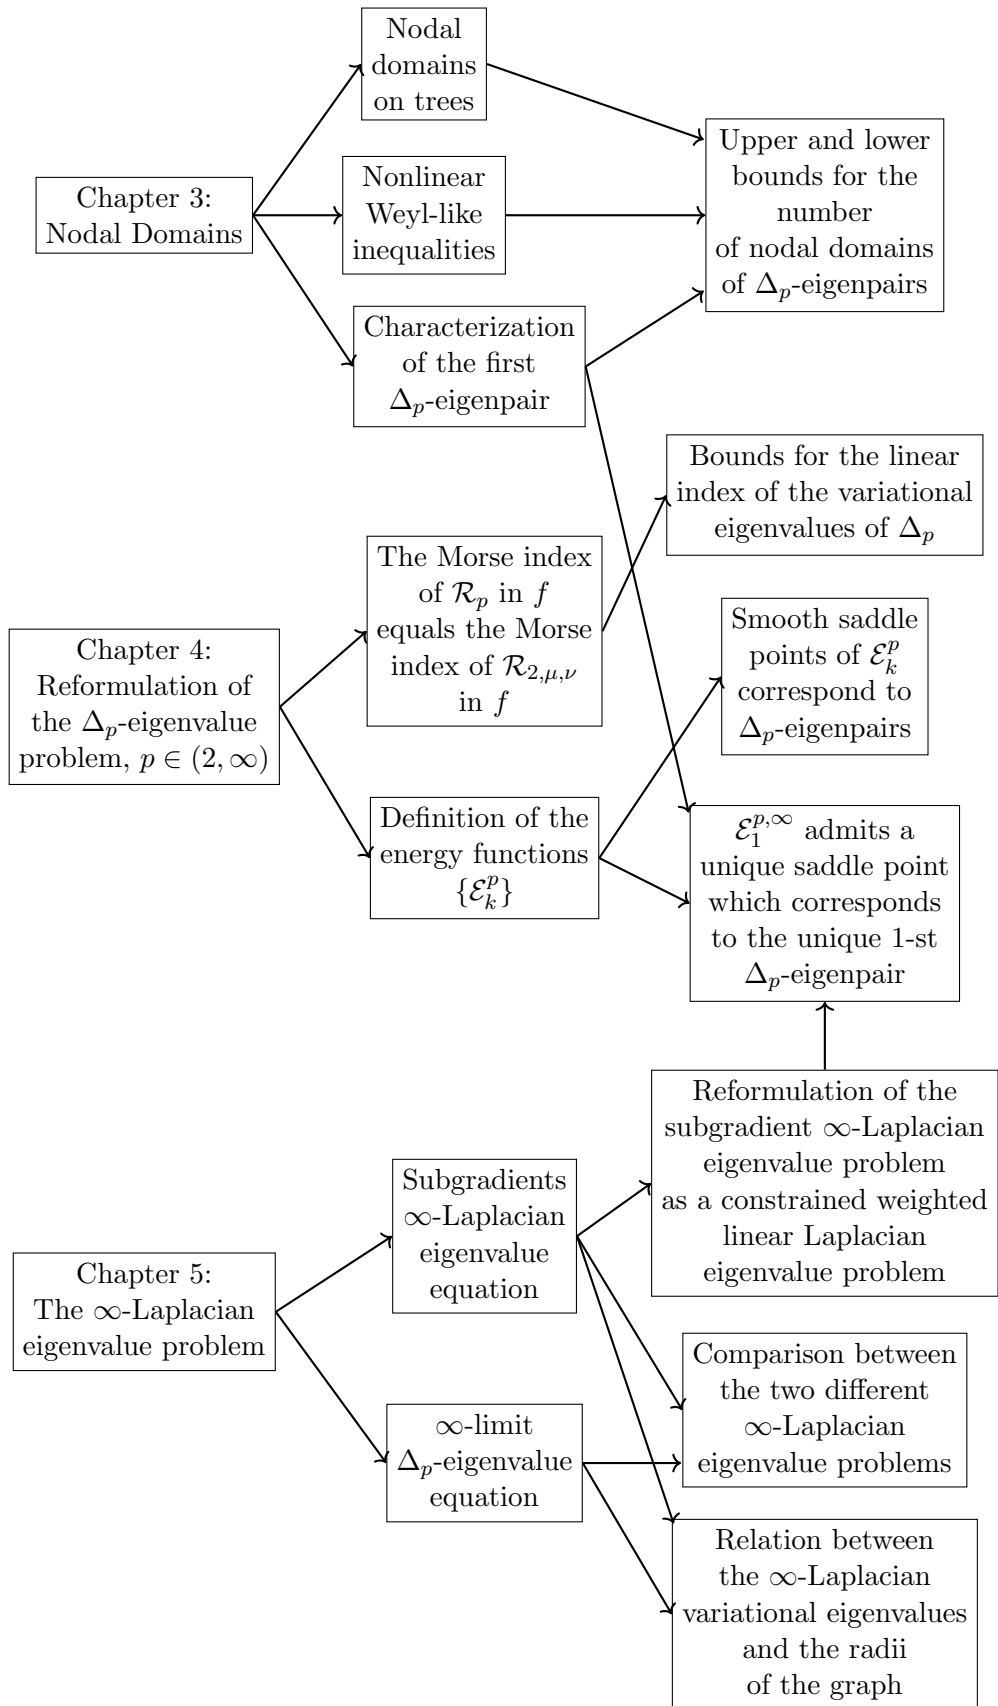 Nodal
domains
on trees
Chapter 3:
Nodal Domains
Nonlinear
Weyl-like
inequalities
Upper and lower
bounds for the
number
of nodal domains
of Δ_p-eigenpairs
Characterization
of the first
Δ_p-eigenpair
Bounds for the linear
index of the variational
eigenvalues of Δ_p
The Morse index
of ℛ_p in f
equals the Morse
index of ℛ_{2,μ,ν}
in f
Chapter 4:
Reformulation of
the Δ_p-eigenvalue
problem, p ∈ (2, ∞)
Smooth saddle
points of ℰ_k^p
correspond to
Δ_p-eigenpairs
Definition of the
energy functions
{ℰ_k^p}
ℰ_1^{p,∞} admits a
unique saddle point
which corresponds
to the unique 1-st
Δ_p-eigenpair
Reformulation of the
subgradient ∞-Laplacian
eigenvalue problem
as a constrained weighted
linear Laplacian
eigenvalue problem
Subgradients
∞-Laplacian
eigenvalue
equation
Chapter 5:
The ∞-Laplacian
eigenvalue problem
Comparison between
the two different
∞-Laplacian
eigenvalue problems
∞-limit
Δ_p-eigenvalue
equation
Relation between
the ∞-Laplacian
variational eigenvalues
and the radii
of the graph